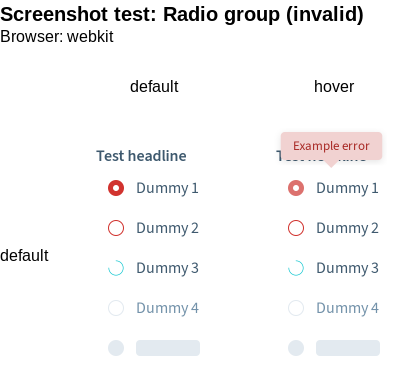 Screenshot test: Radio group (invalid)
Browser: webkit
default hover
Example error
Test headline
Dummy 1 Dummy 1
Dummy 2 Dummy 2
default
Dummy 3 Dummy 3
Dummy 4 Dummy 4